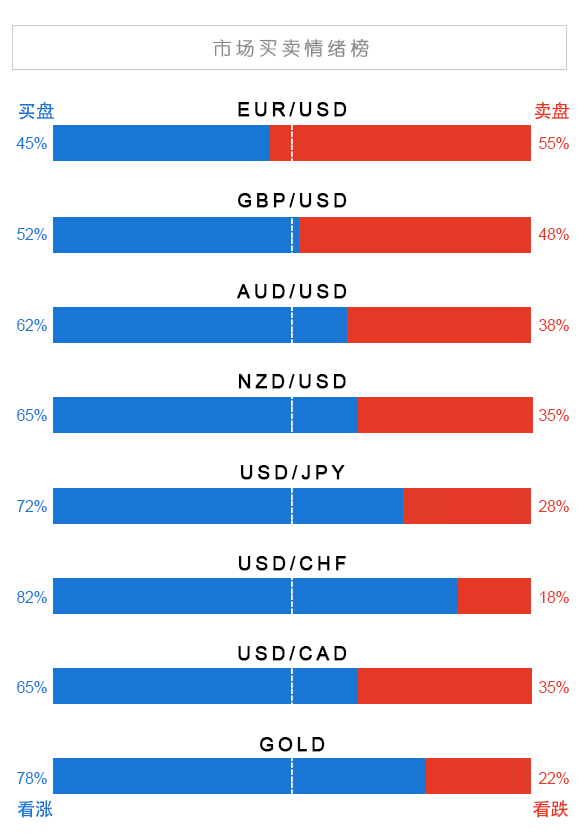 市场买卖情绪榜
买盘 EUR/USD 卖盘
45% 55%
GBP/USD
52% 48%
AUD/USD
62% 38%
NZD/USD
65% 35%
USD/JPY
72% 28%
USD/CHF
82% 18%
USD/CAD
65% 35%
GOLD
78% 22%
看涨 看跌